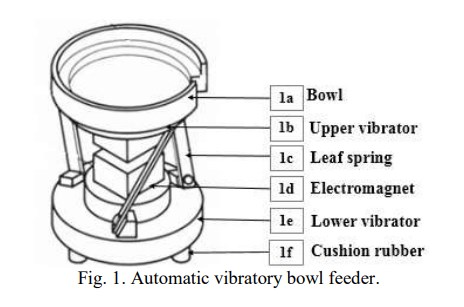 1a Bowl
1b Upper vibrator
1c Leaf spring
1d Electromagnet
1e Lower vibrator
1f Cushion rubber
Fig. 1. Automatic vibratory bowl feeder.